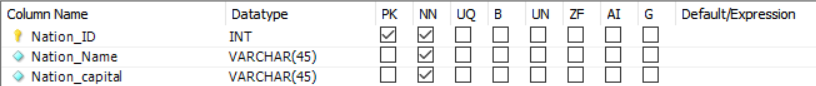 Column Name Datatype PK NN UQ B UN ZF AI G Default/Expression
Nation_ID INT
Nation_Name VARCHAR(45)
Nation_capital VARCHAR(45)